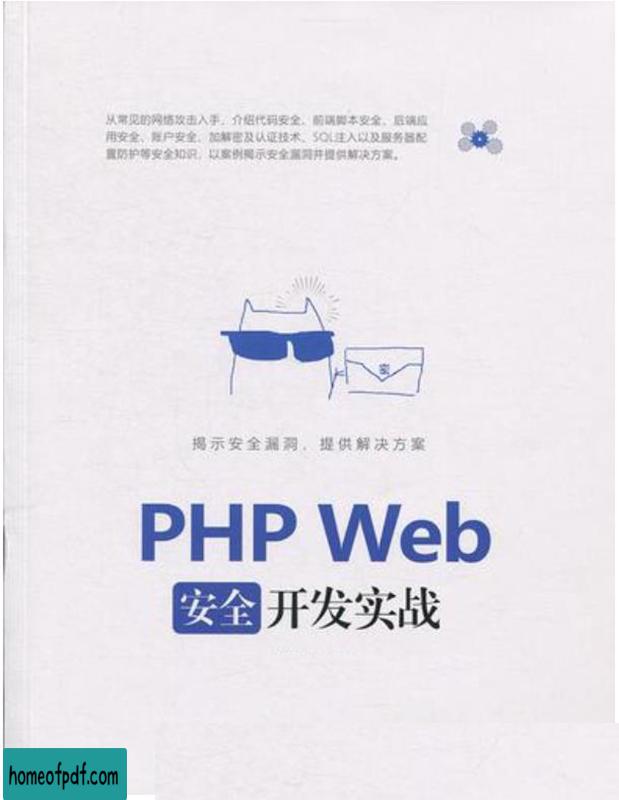 从常见的网络攻击入手，介绍代码安全、前端脚本安全、后端应
用安全、账户安全、加解密及认证技术、SQL注入以及服务器配
置防护等安全知识，以案例揭示安全漏洞并提供解决方案。
密
揭示安全漏洞，提供解决方案
PHP Web
安全开发实战
homeofpdf.com